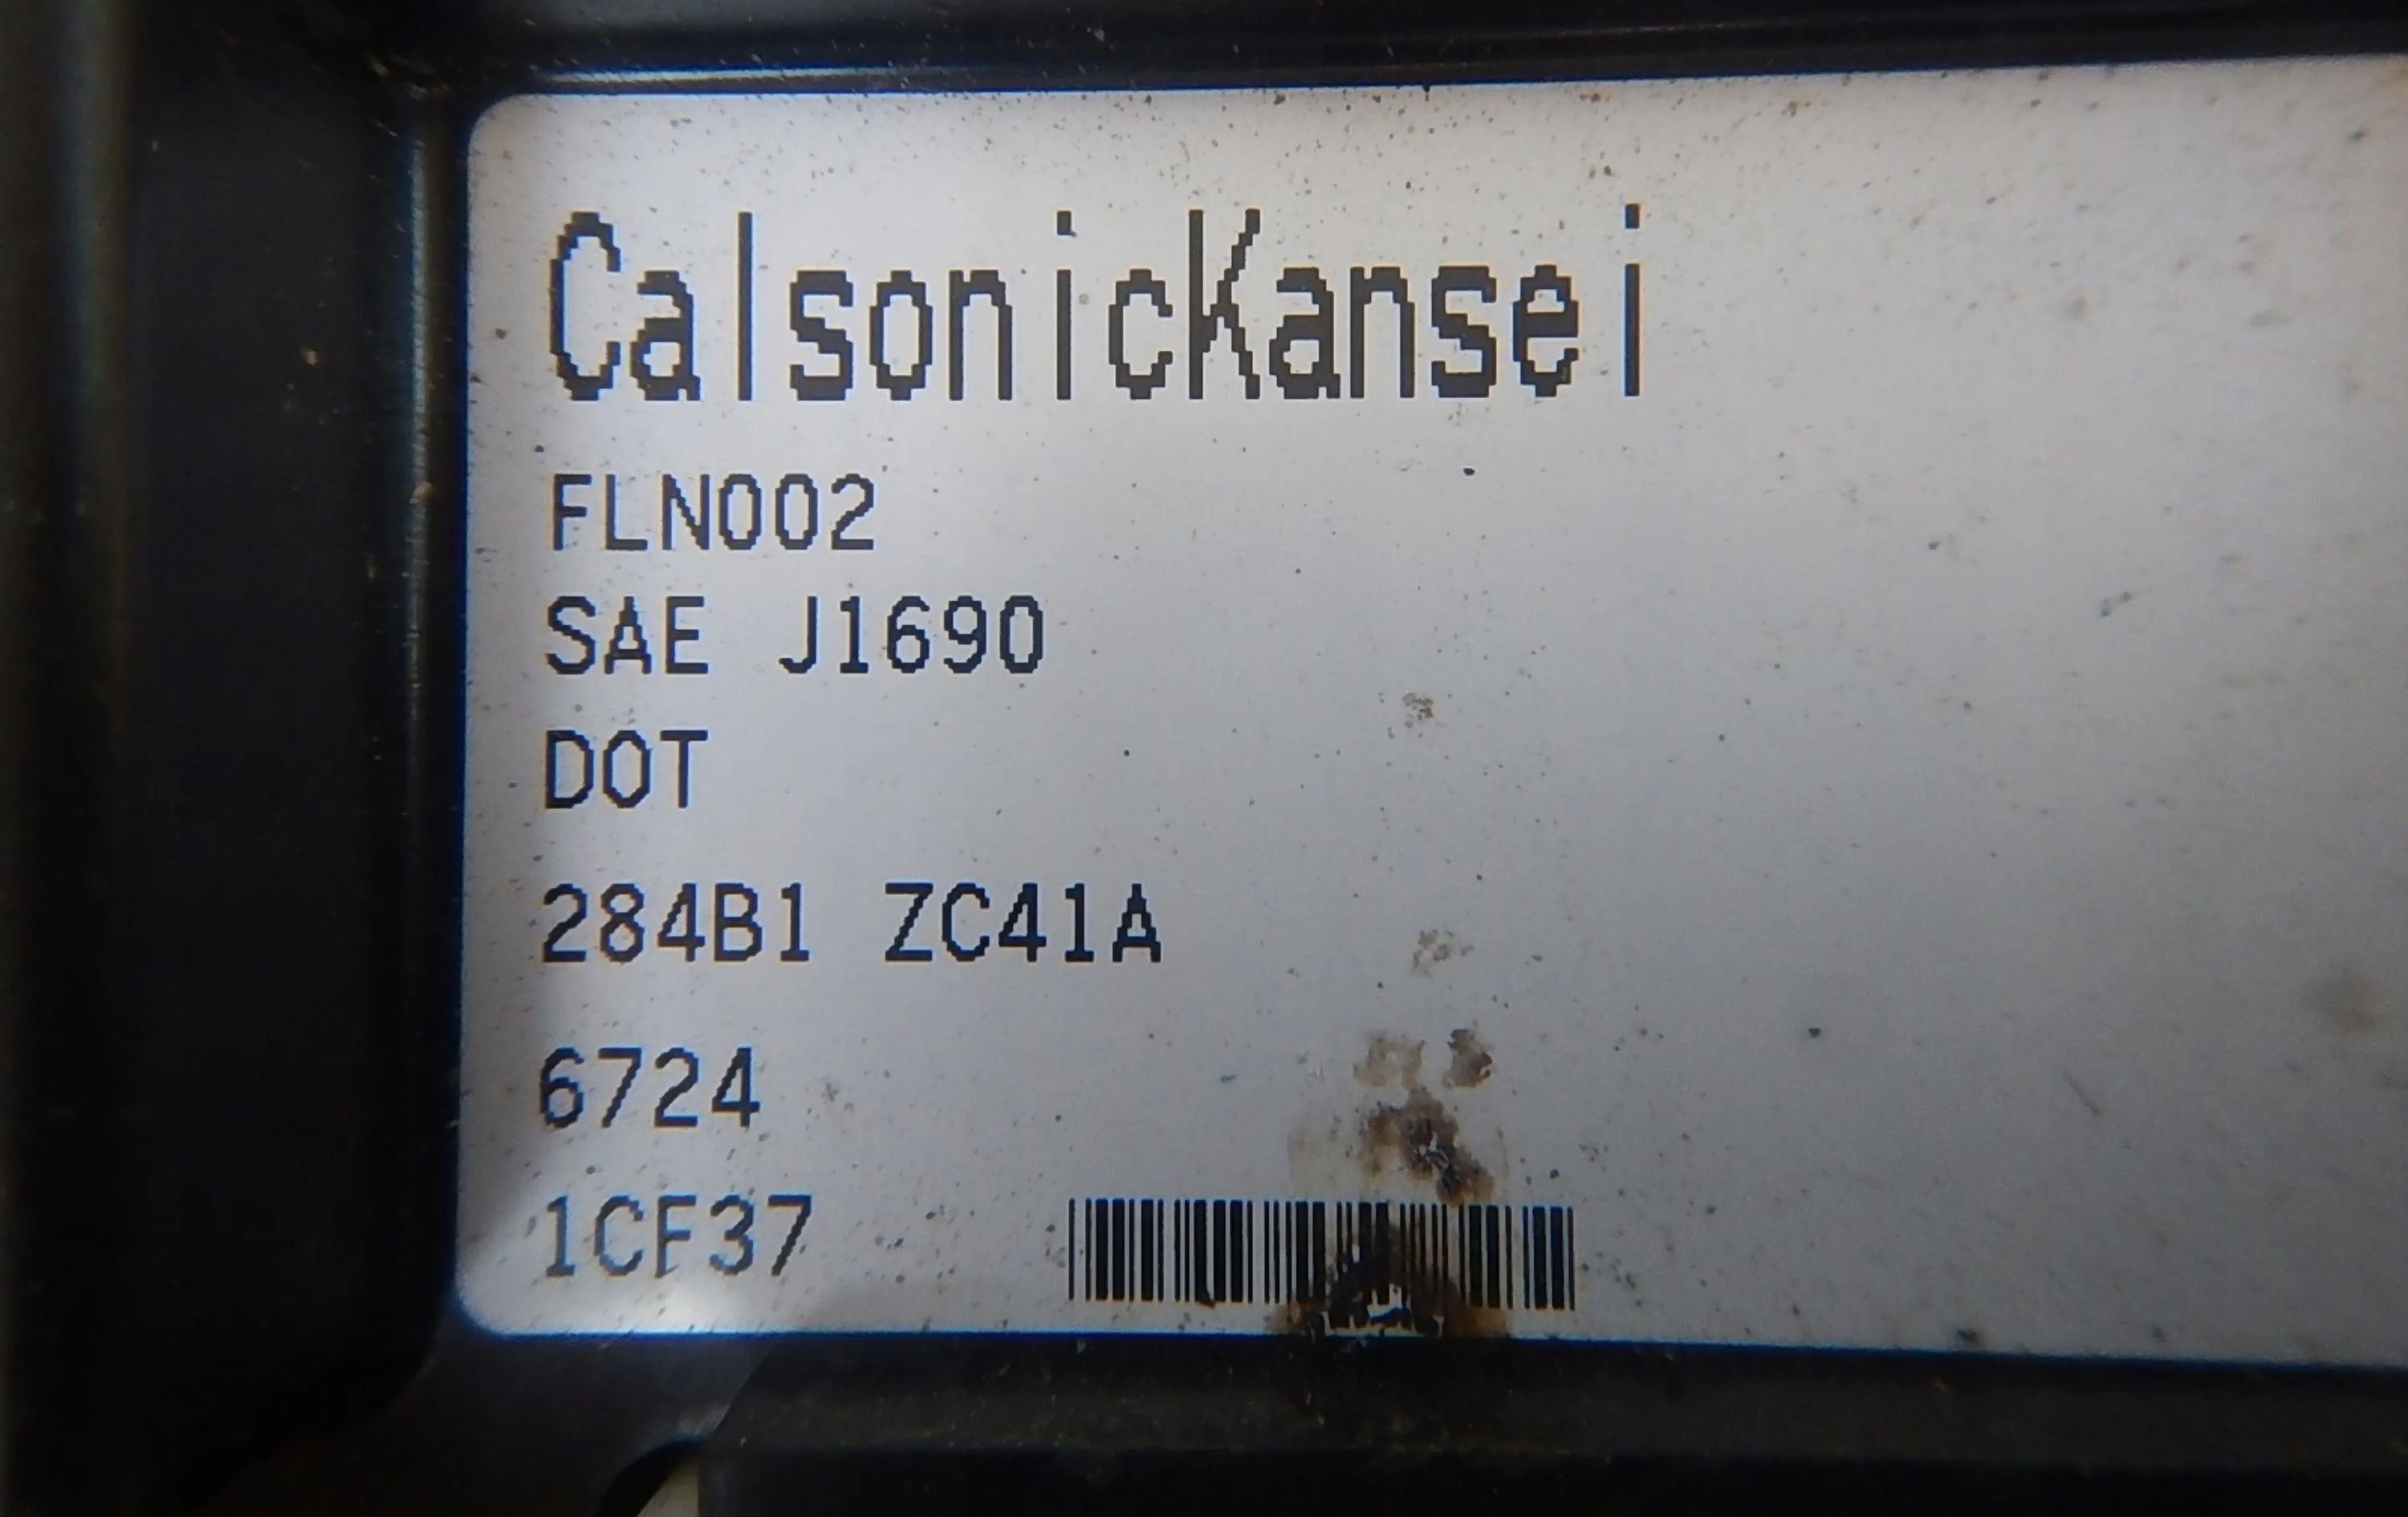 CalsonicKansei
FLN002
SAE J1690
DOT
284B1 ZC41A
6724
1CF37